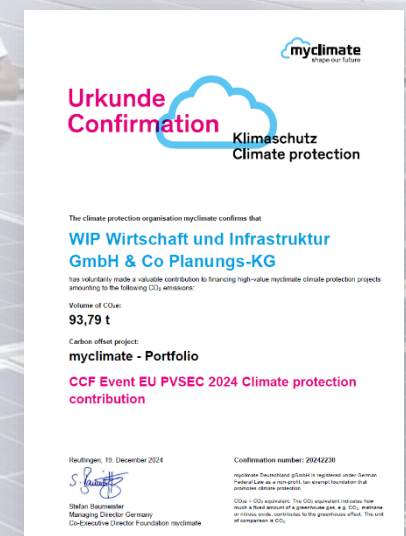 myclimate
shape our future
Urkunde
Confirmation
Klimaschutz
Climate protection
The climate protection organisation myclimate confirms that
WIP Wirtschaft und Infrastruktur
GmbH & Co Planungs-KG
has voluntarily made a valuable contribution to financing high-value myclimate climate protection projects
amounting to the following CO₂ emissions:
Volume of CO₂e:
93,79 t
Carbon offset project:
myclimate - Portfolio
CCF Event EU PVSEC 2024 Climate protection
contribution
Reutlingen, 19. December 2024
Stefan Baumeister
Managing Director Germany
Co-Executive Director Foundation myclimate
Confirmation number: 20242230
myclimate Deutschland gGmbH is registered under German
Federal Law as a non-profit, tax exempt foundation that
promotes climate protection.
CO₂e = CO₂ equivalent: The CO₂ equivalent indicates how
much a fixed amount of a greenhouse gas, e.g. CO₂, methane
or nitrous oxide, contributes to the greenhouse effect. The unit
of comparison is CO₂.